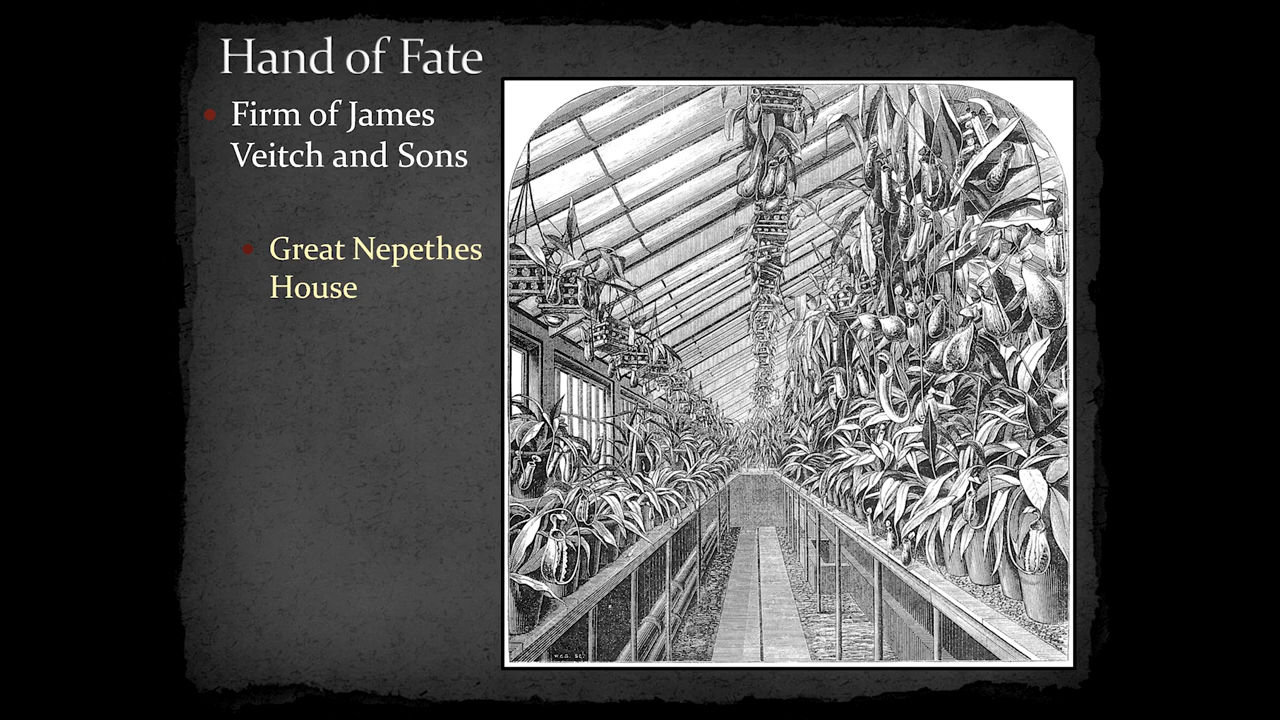 Hand of Fate
Firm of James
Veitch and Sons
Great Nepethes
House